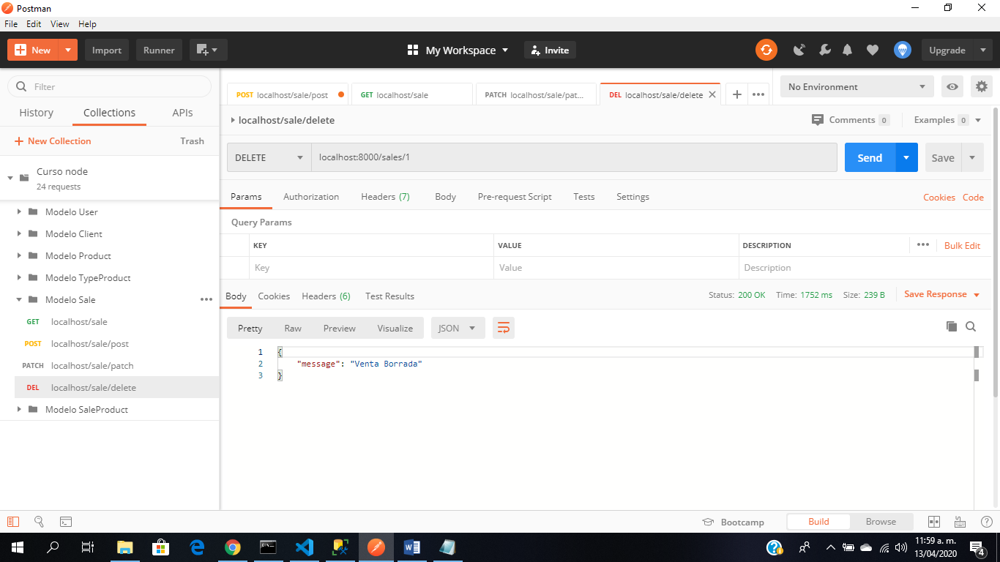 Postman
File Edit View Help
New Import Runner My Workspace Invite Upgrade
Filter
History Collections APIs
New Collection Trash
Curso node
24 requests
Modelo User
Modelo Client
Modelo Product
Modelo TypeProduct
Modelo Sale
GET localhost/sale
POST localhost/sale/post
PATCH localhost/sale/patch
DEL localhost/sale/delete
Modelo SaleProduct
POST localhost/sale/post GET localhost/sale PATCH localhost/sale/pat... DEL localhost/sale/delete No Environment
localhost/sale/delete Comments 0 Examples 0
DELETE localhost:8000/sales/1 Send Save
Params Authorization Headers (7) Body Pre-request Script Tests Settings Cookies Code
Query Params
KEY VALUE DESCRIPTION Bulk Edit
Key Value Description
Body Cookies Headers (6) Test Results Status: 200 OK Time: 1752 ms Size: 239 B Save Response
Pretty Raw Preview Visualize JSON
1 {
2 "message": "Venta Borrada"
3 }
Bootcamp Build Browse
11:59 a. m.
13/04/2020
4